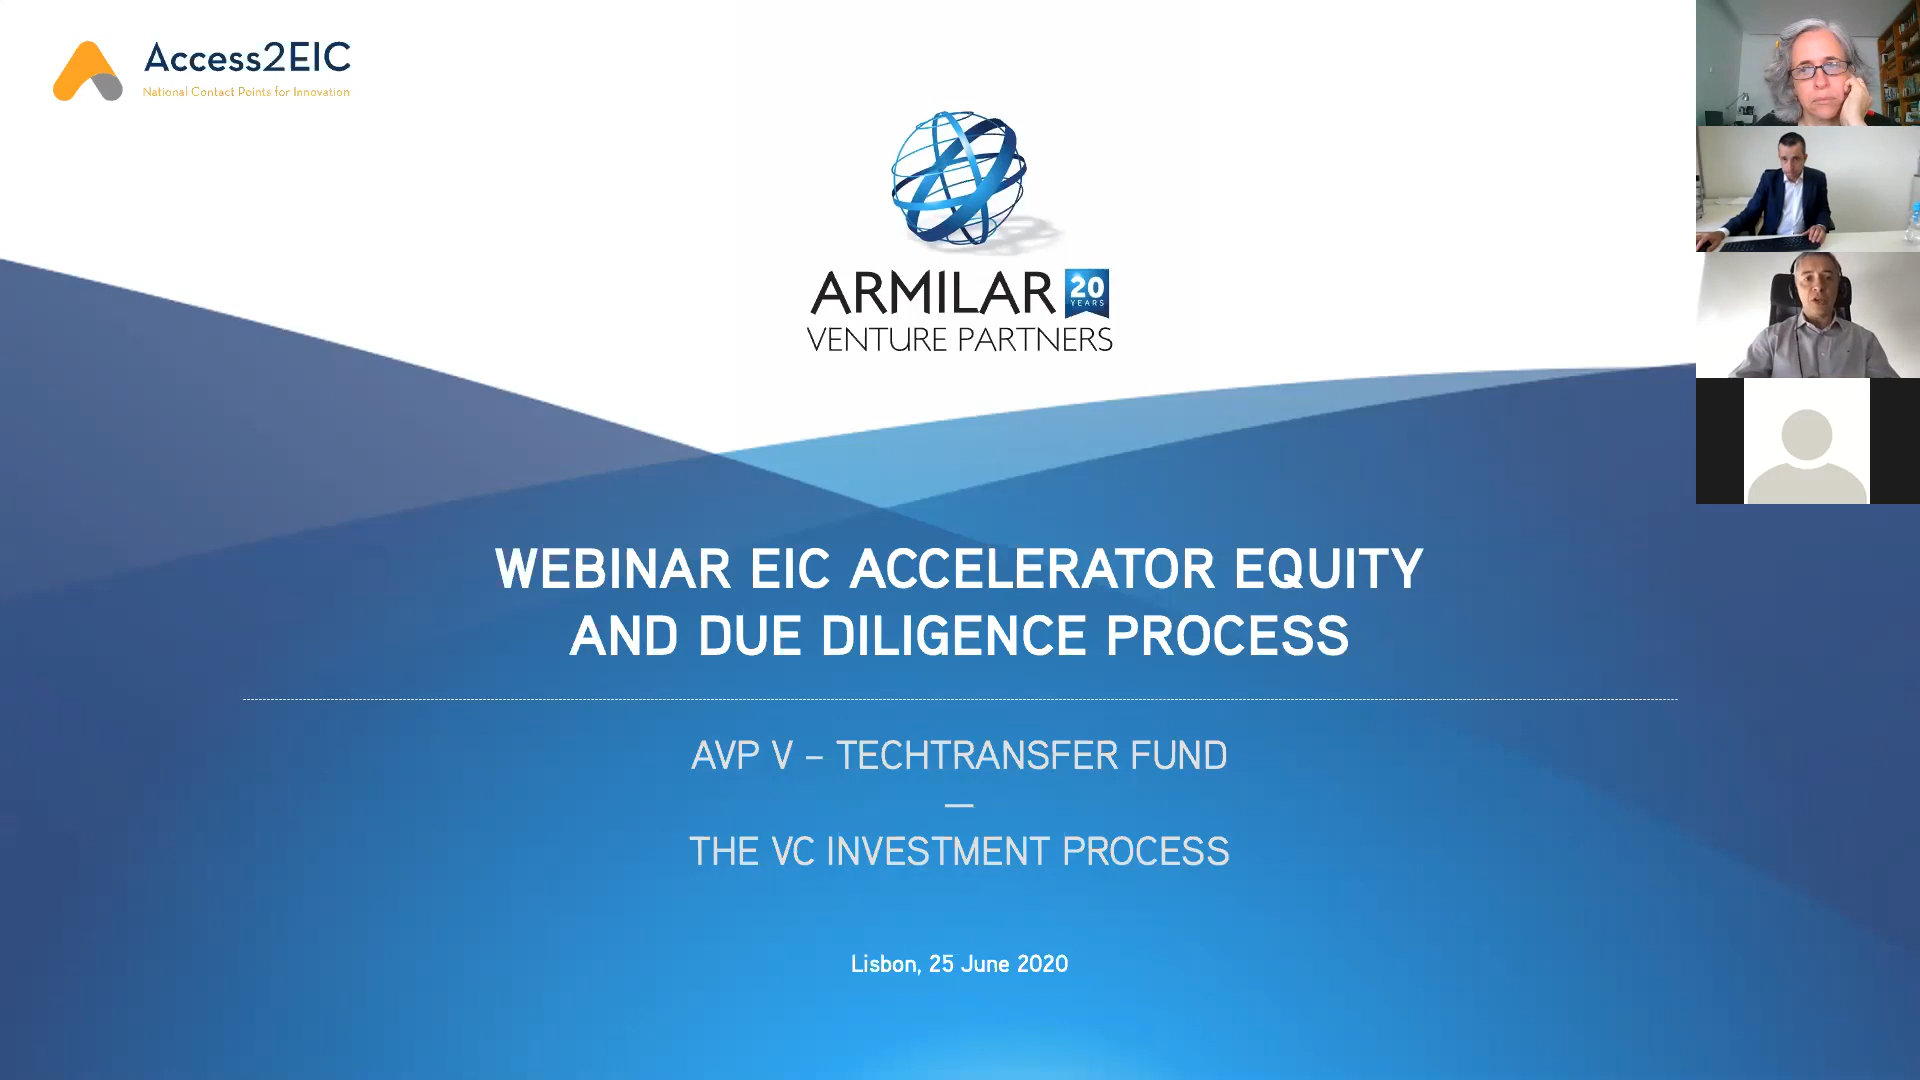 Access2EIC
National Contact Points for Innovation
ARMILAR
20
YEARS
VENTURE PARTNERS
WEBINAR EIC ACCELERATOR EQUITY
AND DUE DILIGENCE PROCESS
AVP V – TECHTRANSFER FUND
—
THE VC INVESTMENT PROCESS
Lisbon, 25 June 2020